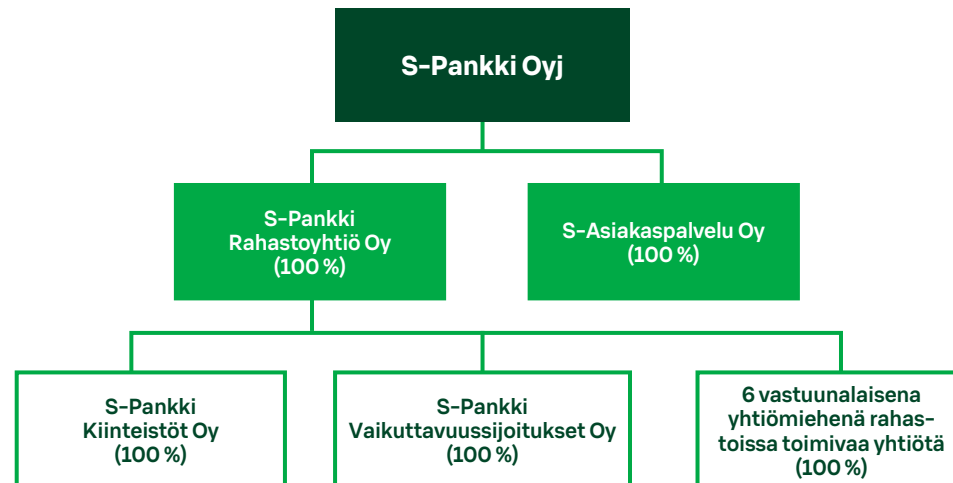 S-Pankki Oyj
S-Pankki
Rahastoyhtiö Oy
(100 %)
S-Asiakaspalvelu Oy
(100 %)
S-Pankki
Kiinteistöt Oy
(100 %)
S-Pankki
Vaikuttavuussijoitukset Oy
(100 %)
6 vastuunalaisena
yhtiömiehenä rahas-
toissa toimivaa yhtiötä
(100 %)